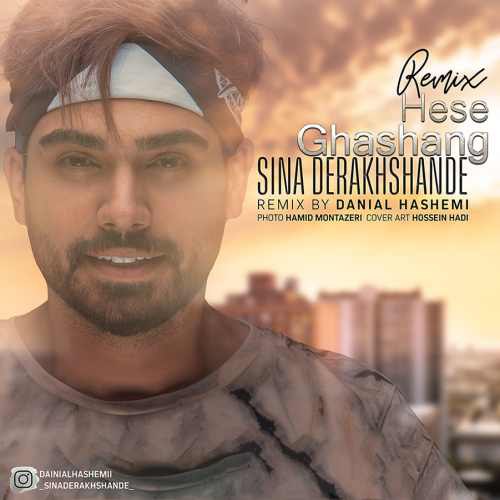 Remix
Hese
Ghashang
SINA DERAKHSHANDE
REMIX BY DANIAL HASHEMI
PHOTO HAMID MONTAZERI COVER ART HOSSEIN HADI
DAINIALHASHEMII
_SINADERAKHSHANDE_